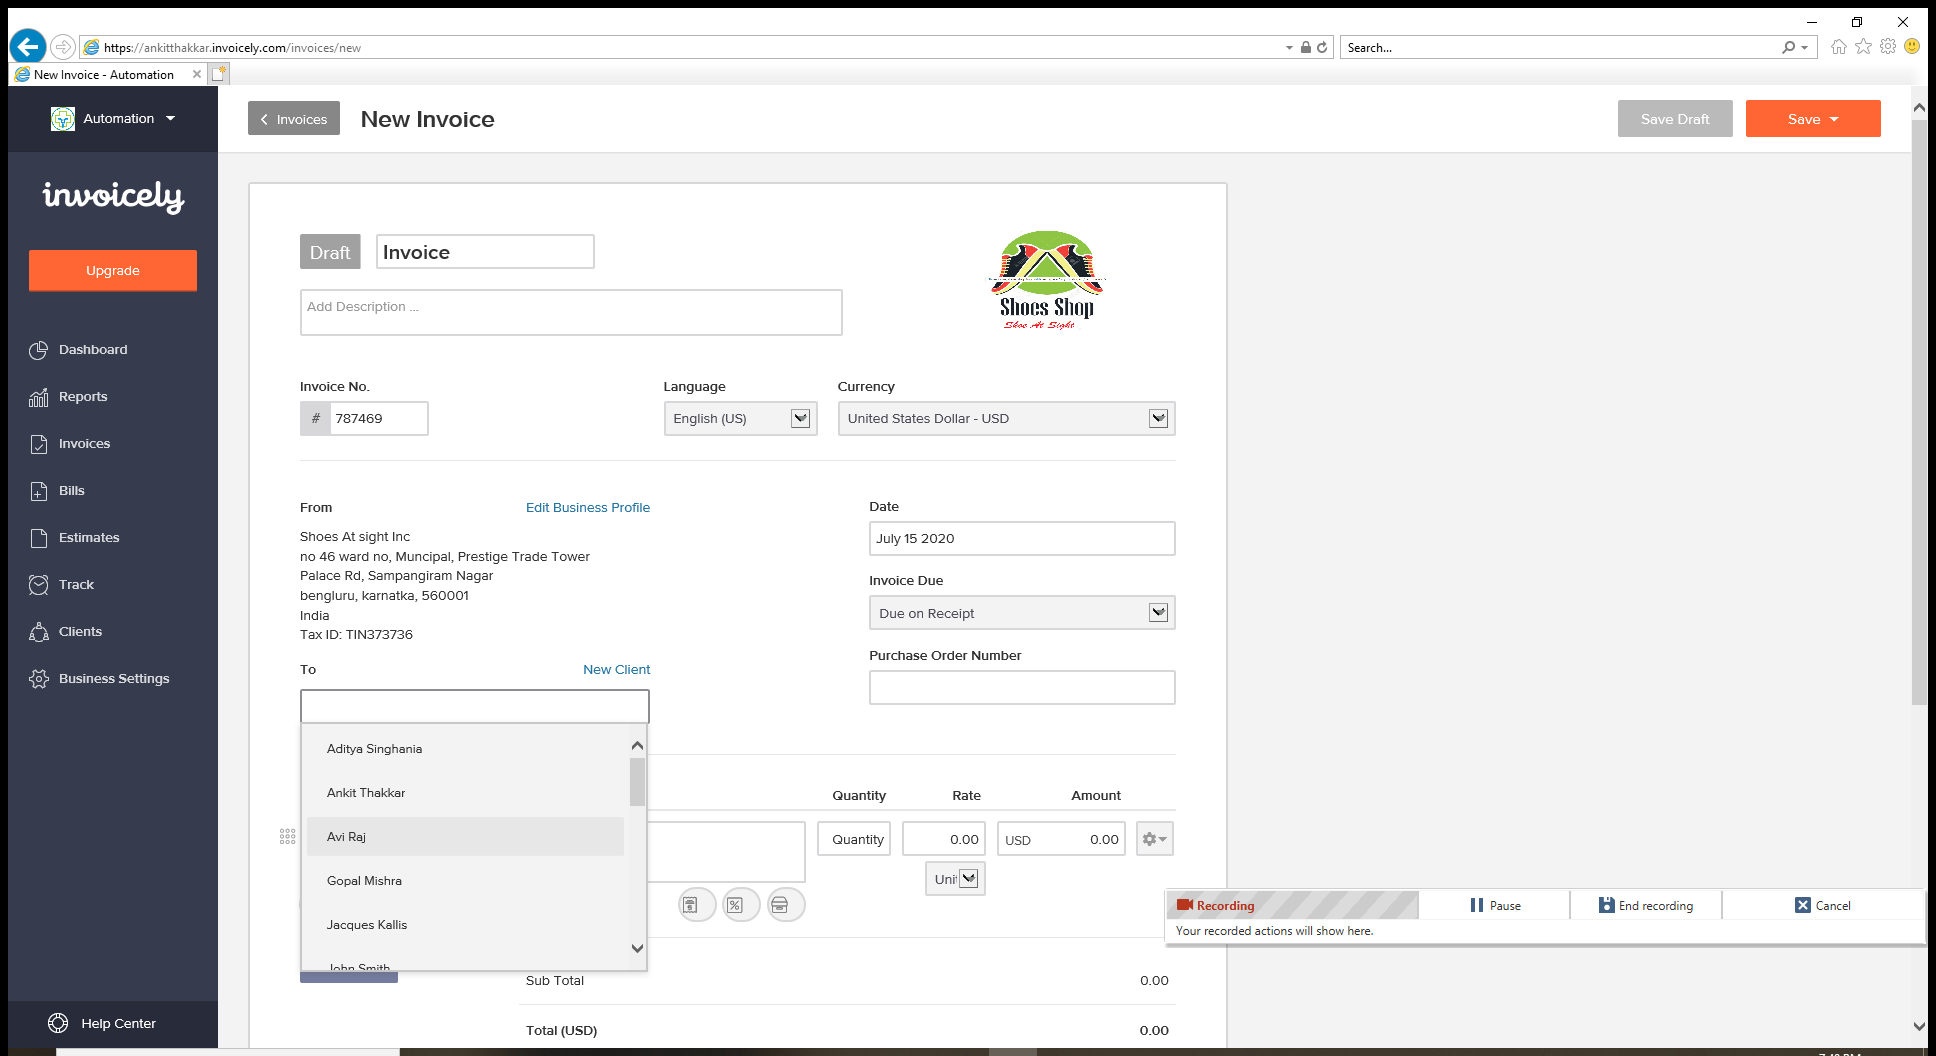 https://ankitthakkar.invoicely.com/invoices/new
Search...
New Invoice - Automation
Automation
Invoices
New Invoice
Save Draft
Save
invoicely
Upgrade
Dashboard
Reports
Invoices
Bills
Estimates
Track
Clients
Business Settings
Help Center
Draft
Invoice
Add Description ...
Shoes Shop
Shoe At Sight
Invoice No.
Language
Currency
# 787469
English (US)
United States Dollar - USD
From
Edit Business Profile
Shoes At sight Inc
no 46 ward no, Muncipal, Prestige Trade Tower
Palace Rd, Sampangiram Nagar
bengluru, karnatka, 560001
India
Tax ID: TIN373736
Date
July 15 2020
Invoice Due
Due on Receipt
Purchase Order Number
To
New Client
Aditya Singhania
Ankit Thakkar
Avi Raj
Gopal Mishra
Jacques Kallis
John Smith
Quantity
Rate
Amount
Quantity
0.00
USD
0.00
Uni
Recording
Pause
End recording
Cancel
Your recorded actions will show here.
Sub Total
0.00
Total (USD)
0.00